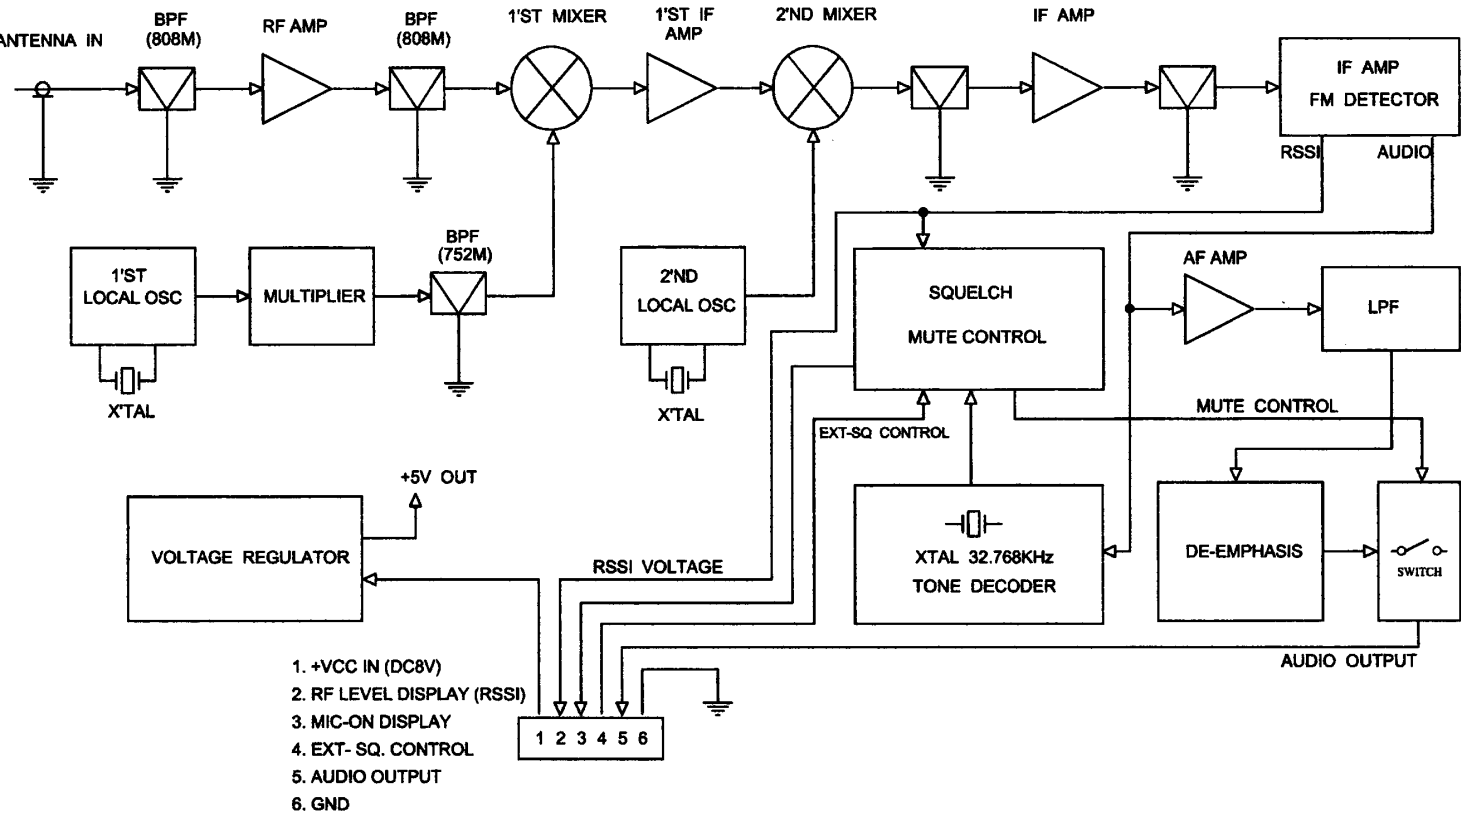 ANTENNA IN
BPF
(808M)
RF AMP
BPF
(808M)
1'ST MIXER
1'ST IF
AMP
2'ND MIXER
IF AMP
IF AMP
FM DETECTOR
RSSI
AUDIO
1'ST
LOCAL OSC
X'TAL
MULTIPLIER
BPF
(752M)
2'ND
LOCAL OSC
X'TAL
SQUELCH
MUTE CONTROL
AF AMP
LPF
MUTE CONTROL
EXT-SQ CONTROL
+5V OUT
VOLTAGE REGULATOR
RSSI VOLTAGE
XTAL 32.768KHz
TONE DECODER
DE-EMPHASIS
SWITCH
AUDIO OUTPUT
1. +VCC IN (DC8V)
2. RF LEVEL DISPLAY (RSSI)
3. MIC-ON DISPLAY
4. EXT- SQ. CONTROL
5. AUDIO OUTPUT
6. GND
1 2 3 4 5 6